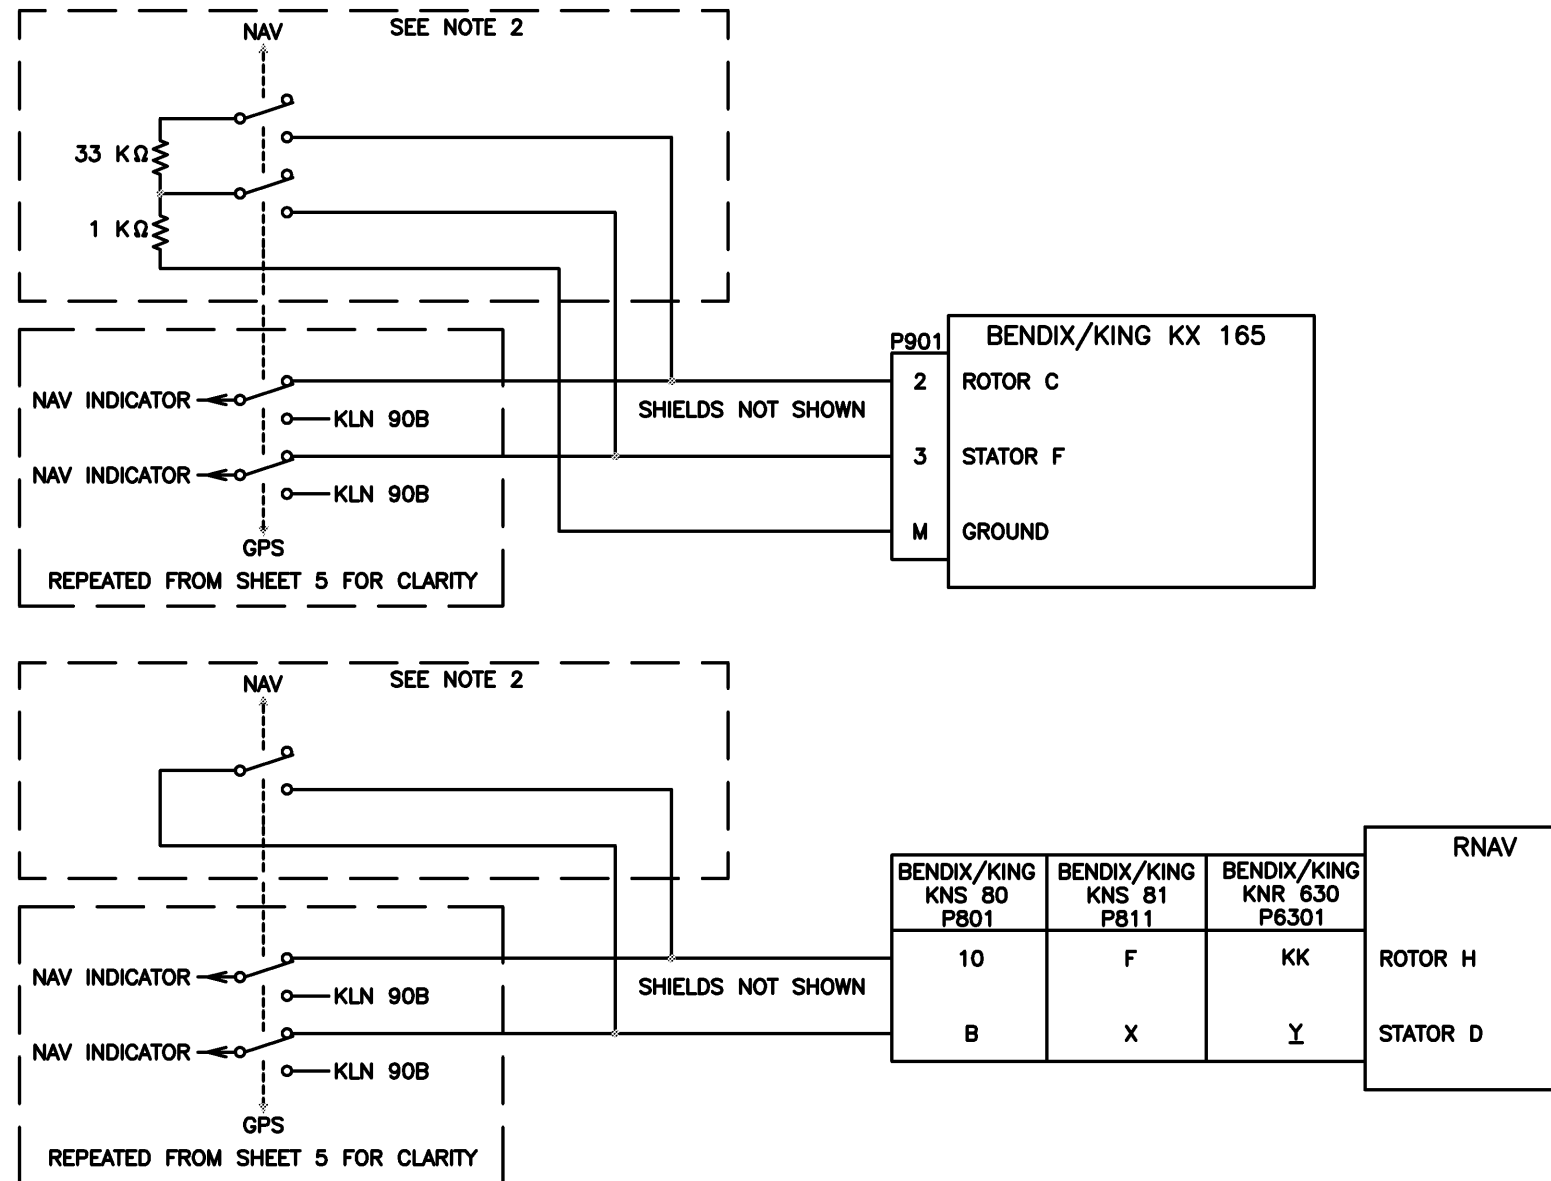 NAV
SEE NOTE 2
33 KΩ
1 KΩ
NAV INDICATOR
KLN 90B
NAV INDICATOR
KLN 90B
GPS
REPEATED FROM SHEET 5 FOR CLARITY
SHIELDS NOT SHOWN
P901
BENDIX/KING KX 165
2 ROTOR C
3 STATOR F
M GROUND
NAV
SEE NOTE 2
NAV INDICATOR
KLN 90B
NAV INDICATOR
KLN 90B
GPS
REPEATED FROM SHEET 5 FOR CLARITY
SHIELDS NOT SHOWN
BENDIX/KING
KNS 80
P801
BENDIX/KING
KNS 81
P811
BENDIX/KING
KNR 630
P6301
RNAV
10 F KK ROTOR H
B X Y STATOR D